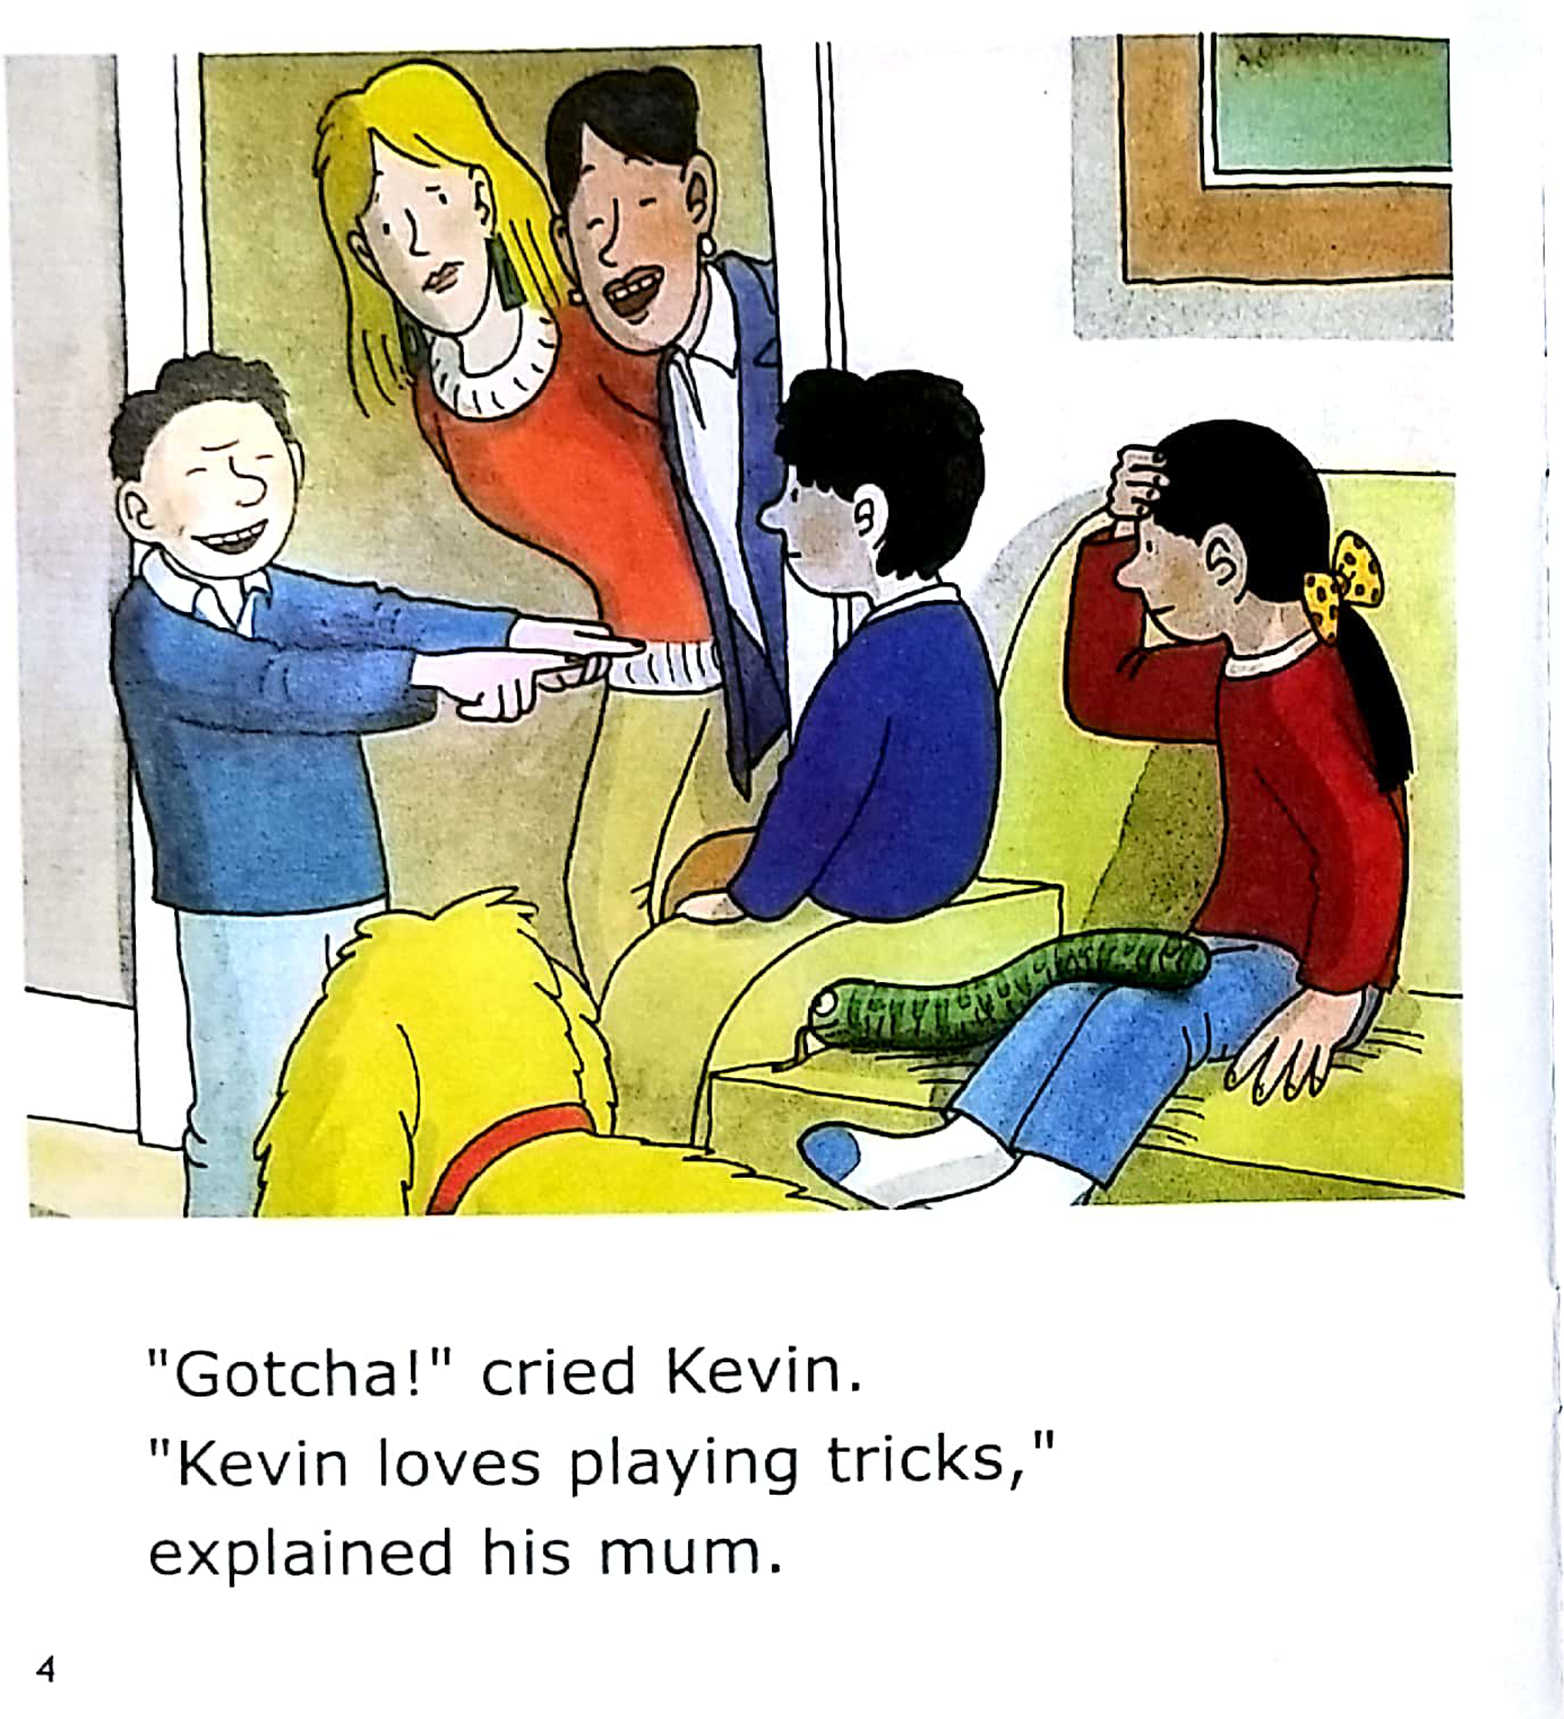 "Gotcha!" cried Kevin.
"Kevin loves playing tricks,"
explained his mum.
4